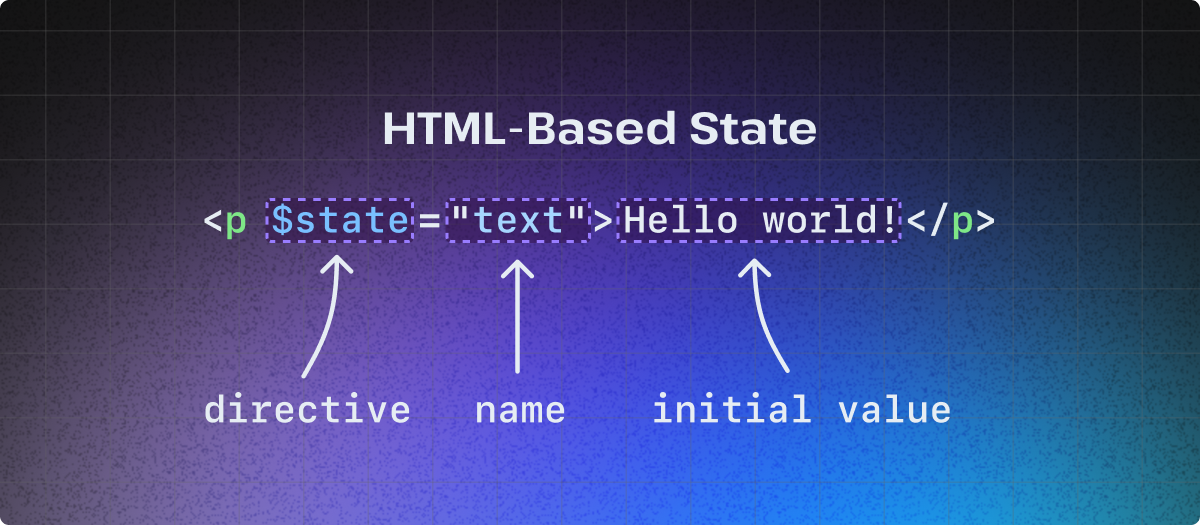 HTML-Based State
<p $state="text">Hello world!</p>
directive name initial value